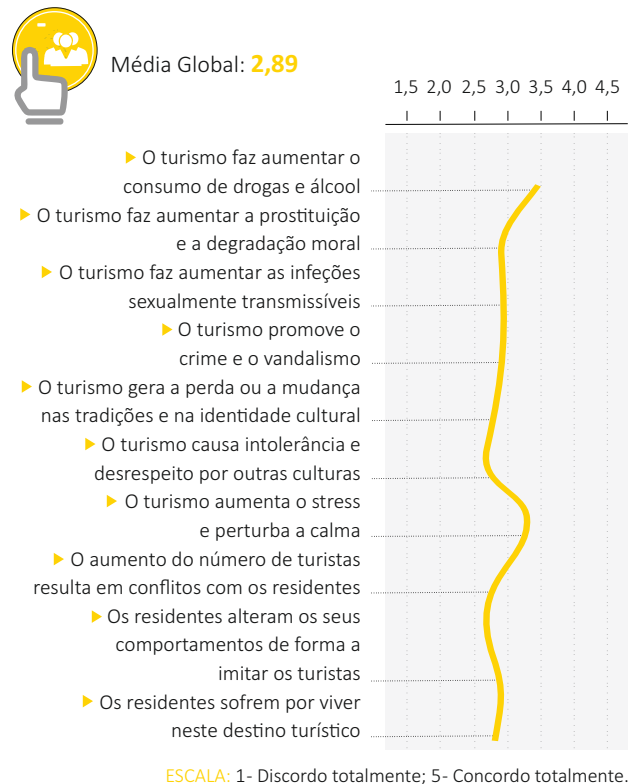 Média Global: 2,89
1,5 2,0 2,5 3,0 3,5 4,0 4,5
O turismo faz aumentar o
consumo de drogas e álcool
O turismo faz aumentar a prostituição
e a degradação moral
O turismo faz aumentar as infeções
sexualmente transmissíveis
O turismo promove o
crime e o vandalismo
O turismo gera a perda ou a mudança
nas tradições e na identidade cultural
O turismo causa intolerância e
desrespeito por outras culturas
O turismo aumenta o stress
e perturba a calma
O aumento do número de turistas
resulta em conflitos com os residentes
Os residentes alteram os seus
comportamentos de forma a
imitar os turistas
Os residentes sofrem por viver
neste destino turístico
ESCALA: 1- Discordo totalmente; 5- Concordo totalmente.